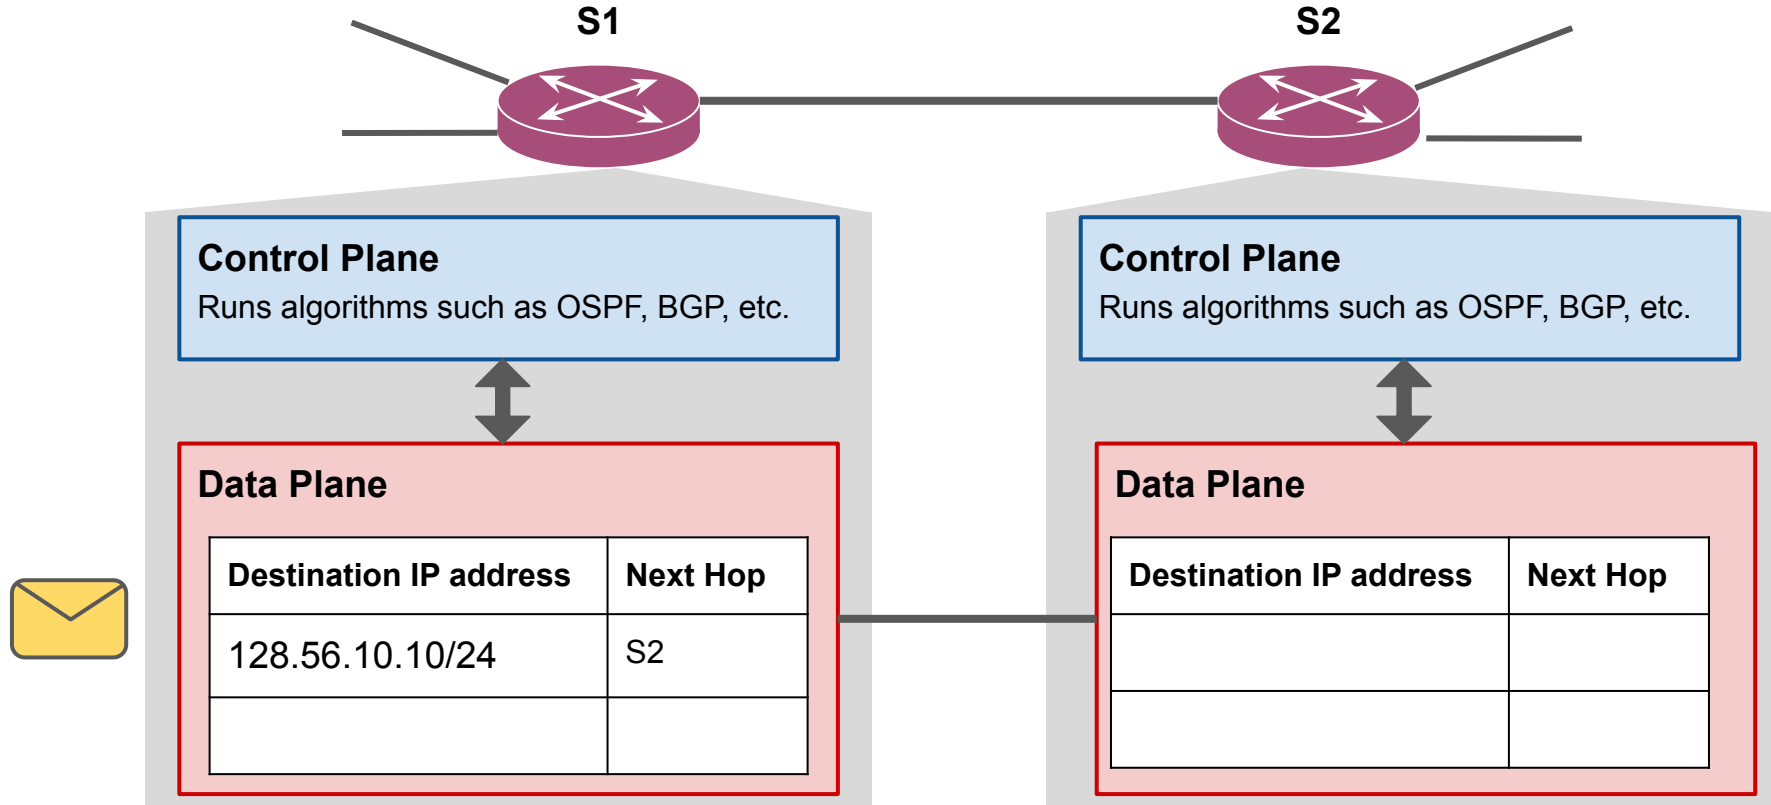 S1
S2
Control Plane
Runs algorithms such as OSPF, BGP, etc.
Control Plane
Runs algorithms such as OSPF, BGP, etc.
Data Plane
Destination IP address Next Hop
128.56.10.10/24 S2
Data Plane
Destination IP address Next Hop